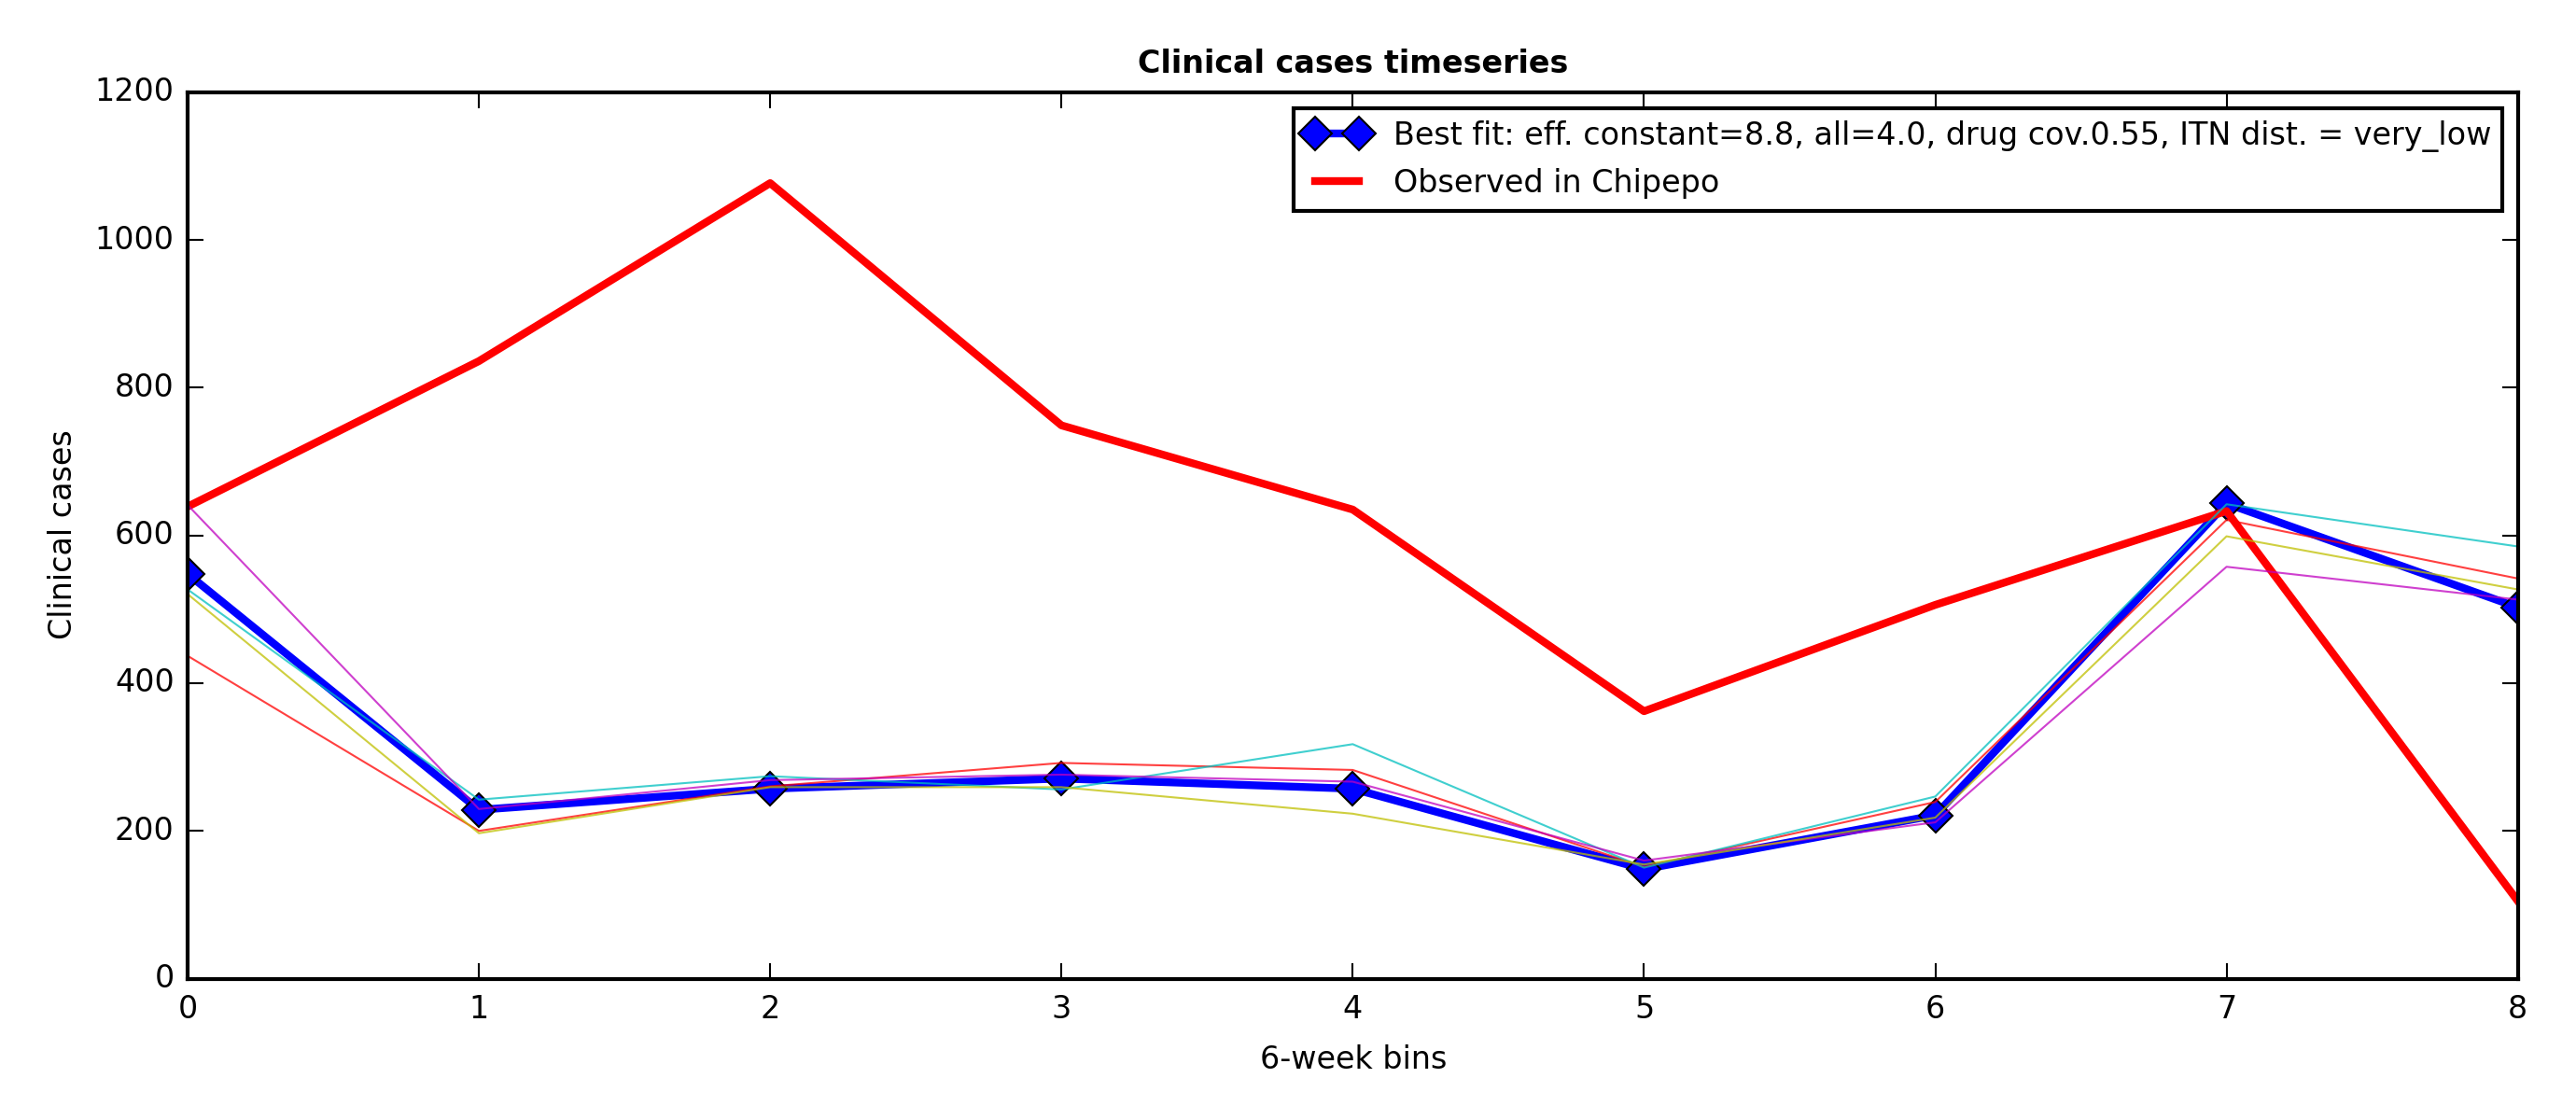 Clinical cases timeseries
Best fit: eff. constant=8.8, all=4.0, drug cov.0.55, ITN dist. = very_low
Observed in Chipepo
1200
1000
800
600
400
200
0
Clinical cases
0 1 2 3 4 5 6 7 8
6-week bins